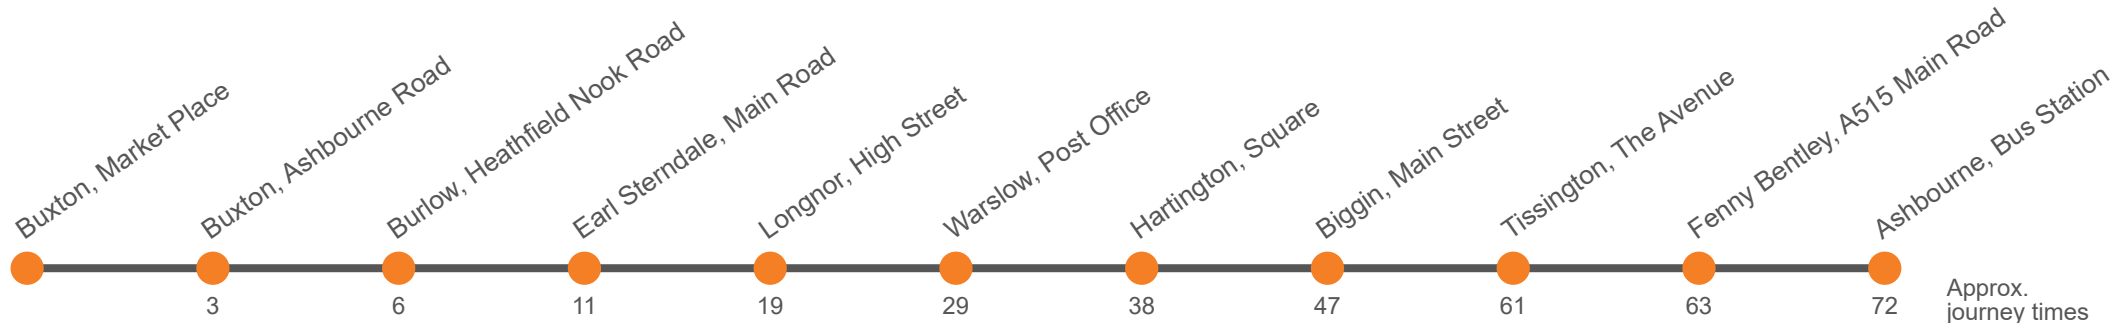 Buxton, Market Place
Buxton, Ashbourne Road
Burlow, Heathfield Nook Road
Earl Sterndale, Main Road
Longnor, High Street
Warslow, Post Office
Hartington, Square
Biggin, Main Street
Tissington, The Avenue
Fenny Bentley, A515 Main Road
Ashbourne, Bus Station
3
6
11
19
29
38
47
61
63
72
Approx.
journey times